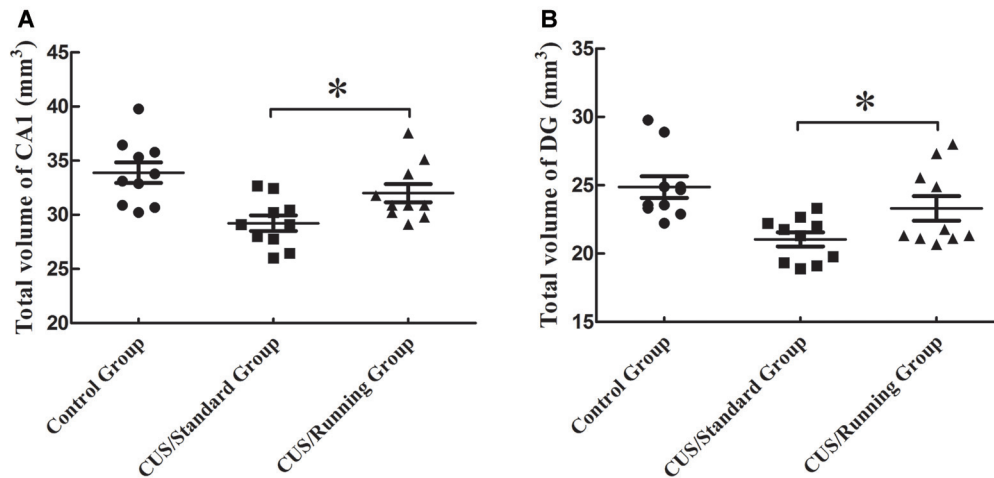 A
Total volume of CA1 (mm³)
45
40
35
30
25
20
*
Control Group
CUS/Standard Group
CUS/Running Group
B
Total volume of DG (mm³)
35
30
25
20
15
*
Control Group
CUS/Standard Group
CUS/Running Group